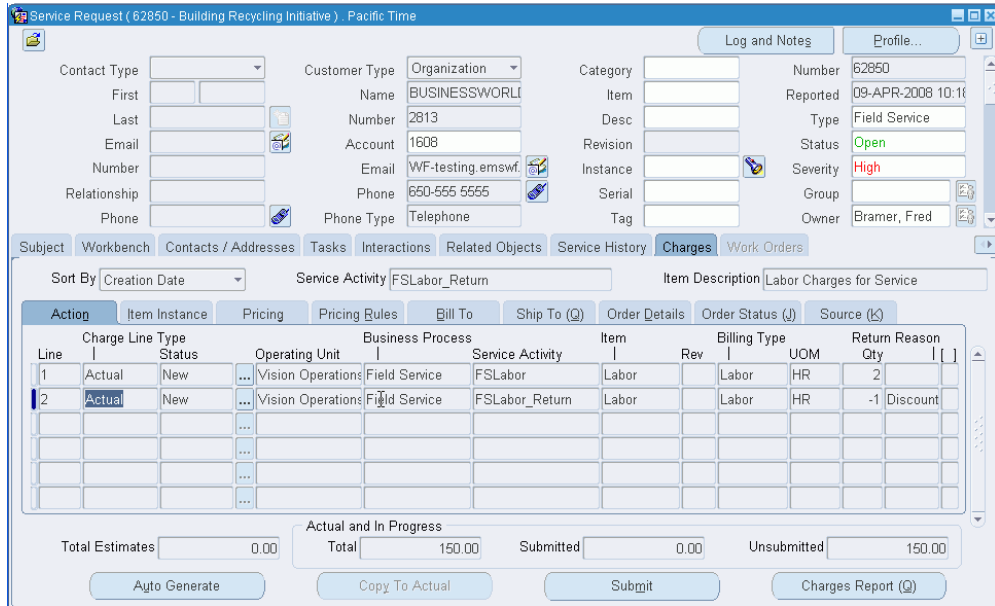 Service Request ( 62850 - Building Recycling Initiative ) . Pacific Time
Log and Notes Profile...
Contact Type Customer Type Organization Category Number 62850
First Name BUSINESSWORLD Item Reported 09-APR-2008 10:18
Last Number 2813 Desc Type Field Service
Email Account 1608 Revision Status Open
Number Email WF-testing.emswf. Instance Severity High
Relationship Phone 650-555 5555 Serial Group
Phone Phone Type Telephone Tag Owner Bramer, Fred
Subject Workbench Contacts / Addresses Tasks Interactions Related Objects Service History Charges Work Orders
Sort By Creation Date Service Activity FSLabor_Return Item Description Labor Charges for Service
Action Item Instance Pricing Pricing Rules Bill To Ship To (Q) Order Details Order Status (J) Source (K)
Charge Line Type Business Process Item Billing Type Return Reason
Line Status Operating Unit Service Activity Rev UOM Qty [ ]
1 Actual New ... Vision Operations Field Service FSLabor Labor Labor HR 2
2 Actual New ... Vision Operations Field Service FSLabor_Return Labor Labor HR -1 Discount
...
...
...
...
Actual and In Progress
Total Estimates 0.00 Total 150.00 Submitted 0.00 Unsubmitted 150.00
Auto Generate Copy To Actual Submit Charges Report (Q)